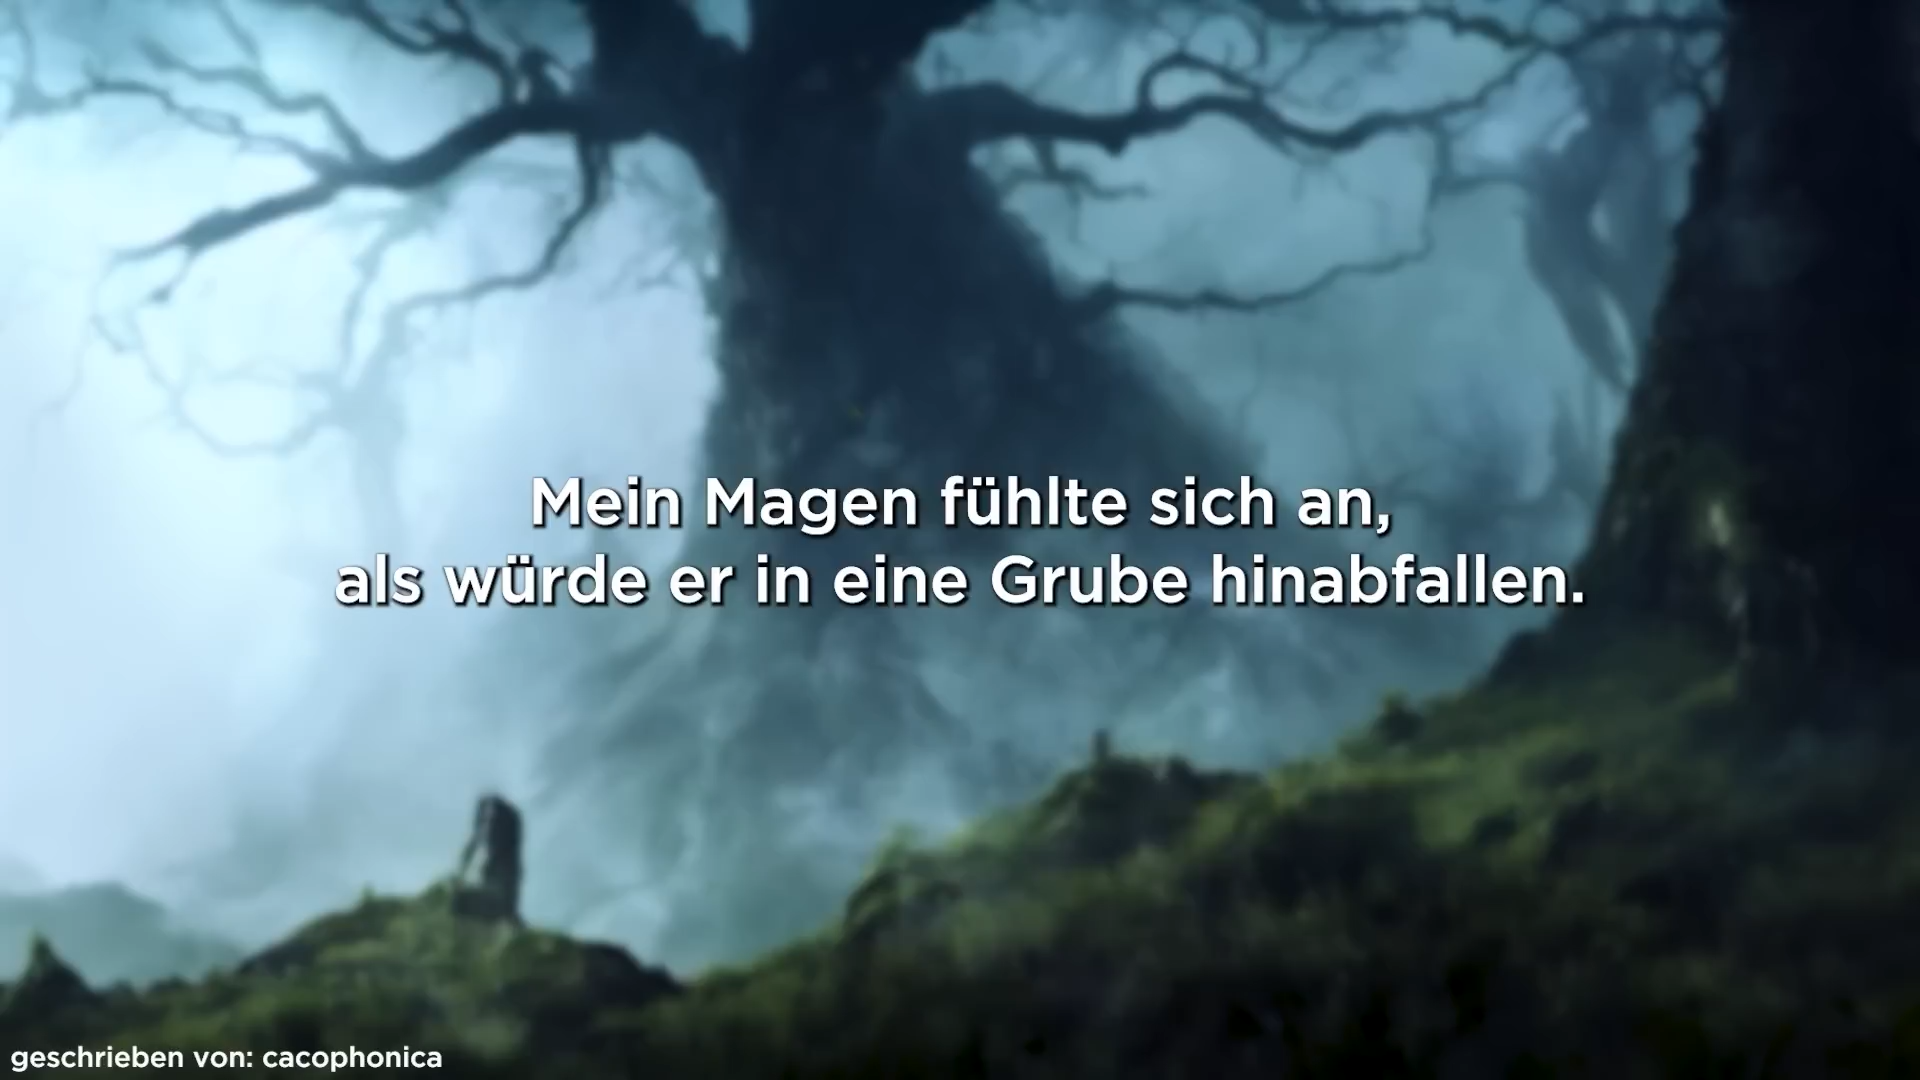 Mein Magen fühlte sich an,
als würde er in eine Grube hinabfallen.
geschrieben von: cacophonica